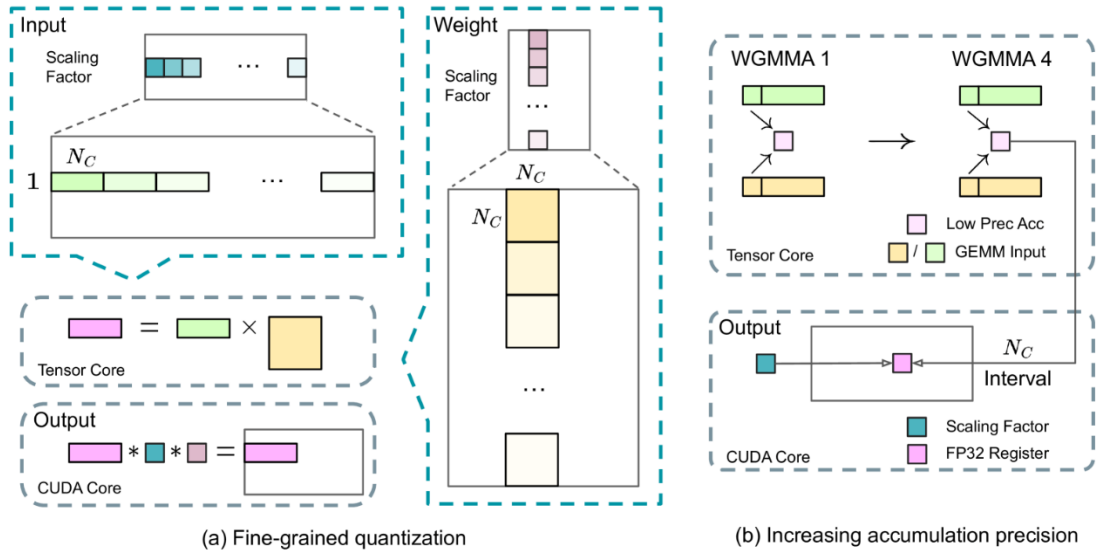 Input
Scaling
Factor
...
N_C
1
...
Tensor Core
= ×
Output
* * =
CUDA Core
Weight
Scaling
Factor
...
N_C
N_C
...
(a) Fine-grained quantization
WGMMA 1
WGMMA 4
Low Prec Acc
/ GEMM Input
Tensor Core
Output
N_C
Interval
Scaling Factor
FP32 Register
CUDA Core
(b) Increasing accumulation precision